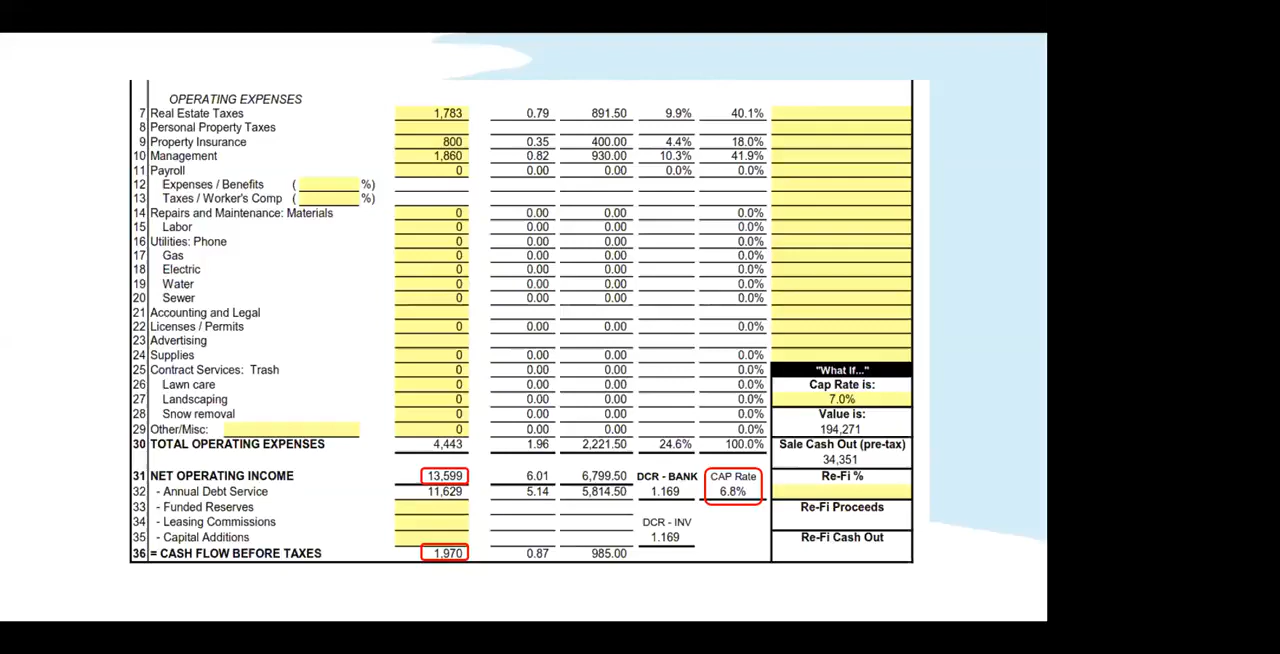 OPERATING EXPENSES
7 Real Estate Taxes 1,783 0.79 891.50 9.9% 40.1%
8 Personal Property Taxes
9 Property Insurance 800 0.35 400.00 4.4% 18.0%
10 Management 1,860 0.82 930.00 10.3% 41.9%
11 Payroll 0 0.00 0.00 0.0% 0.0%
12 Expenses / Benefits ( %)
13 Taxes / Worker's Comp ( %)
14 Repairs and Maintenance: Materials 0 0.00 0.00 0.0%
15 Labor 0 0.00 0.00 0.0%
16 Utilities: Phone 0 0.00 0.00 0.0%
17 Gas 0 0.00 0.00 0.0%
18 Electric 0 0.00 0.00 0.0%
19 Water 0 0.00 0.00 0.0%
20 Sewer 0 0.00 0.00 0.0%
21 Accounting and Legal
22 Licenses / Permits 0 0.00 0.00 0.0%
23 Advertising
24 Supplies 0 0.00 0.00 0.0%
25 Contract Services: Trash 0 0.00 0.00 0.0% "What If..."
26 Lawn care 0 0.00 0.00 0.0% Cap Rate is:
27 Landscaping 0 0.00 0.00 0.0% 7.0%
28 Snow removal 0 0.00 0.00 0.0% Value is:
29 Other/Misc: 0 0.00 0.00 0.0% 194,271
30 TOTAL OPERATING EXPENSES 4,443 1.96 2,221.50 24.6% 100.0% Sale Cash Out (pre-tax)
34,351
31 NET OPERATING INCOME 13,599 6.01 6,799.50 DCR - BANK CAP Rate Re-Fi %
32 - Annual Debt Service 11,629 5.14 5,814.50 1.169 6.8%
33 - Funded Reserves Re-Fi Proceeds
34 - Leasing Commissions DCR - INV
35 - Capital Additions 1.169 Re-Fi Cash Out
36 = CASH FLOW BEFORE TAXES 1,970 0.87 985.00